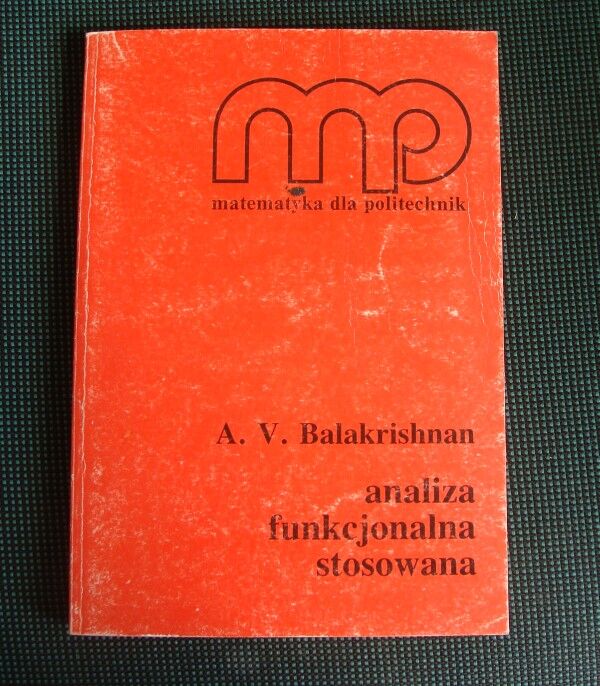 mp
matematyka dla politechnik
A. V. Balakrishnan
analiza
funkcjonalna
stosowana